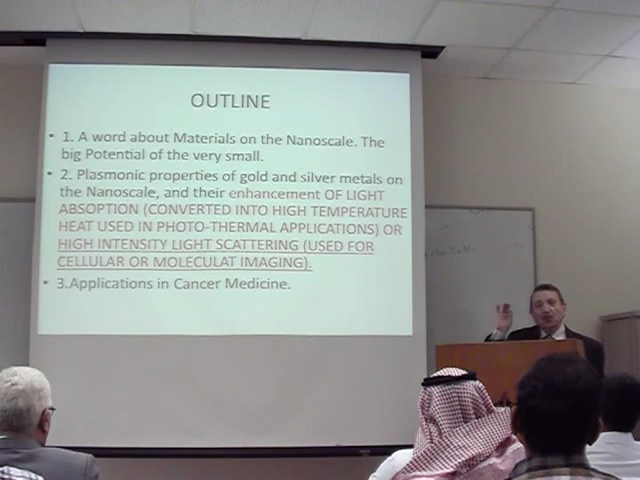 OUTLINE
• 1. A word about Materials on the Nanoscale. The
big Potential of the very small.
• 2. Plasmonic properties of gold and silver metals on
the Nanoscale, and their enhancement OF LIGHT
ABSOPTION (CONVERTED INTO HIGH TEMPERATURE
HEAT USED IN PHOTO-THERMAL APPLICATIONS) OR
HIGH INTENSITY LIGHT SCATTERING (USED FOR
CELLULAR OR MOLECULAT IMAGING).
• 3.Applications in Cancer Medicine.